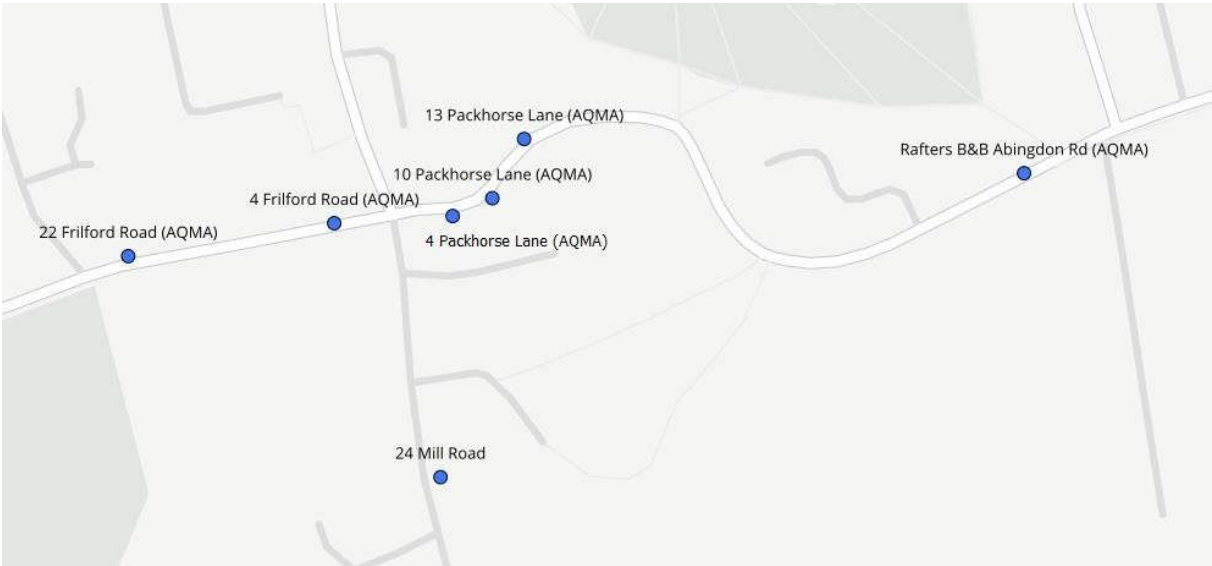 13 Packhorse Lane (AQMA)
Rafters B&B Abingdon Rd (AQMA)
10 Packhorse Lane (AQMA)
4 Frilford Road (AQMA)
22 Frilford Road (AQMA)
4 Packhorse Lane (AQMA)
24 Mill Road